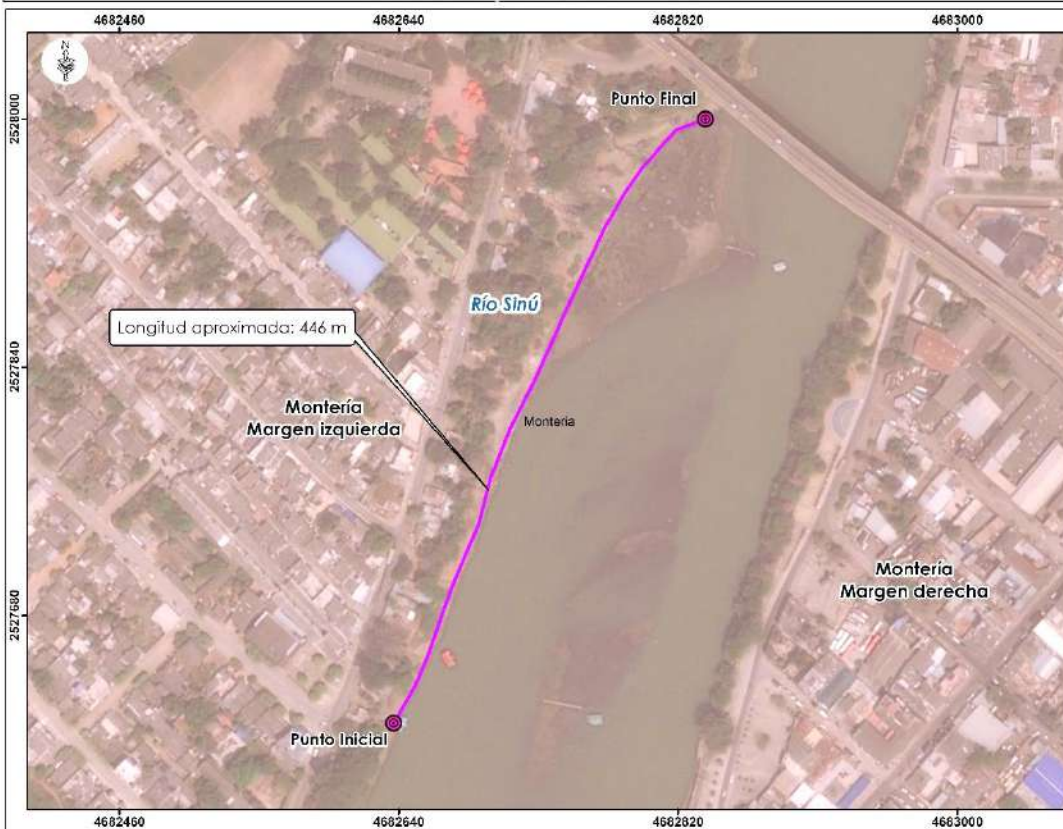 4682460 4682640 4682820 4683000
2528000
Punto Final
Río Sinú
Longitud aproximada: 446 m
2527840
Montería
Margen izquierda
Montería
Montería
Margen derecha
2527680
Punto Inicial
4682460 4682640 4682820 4683000